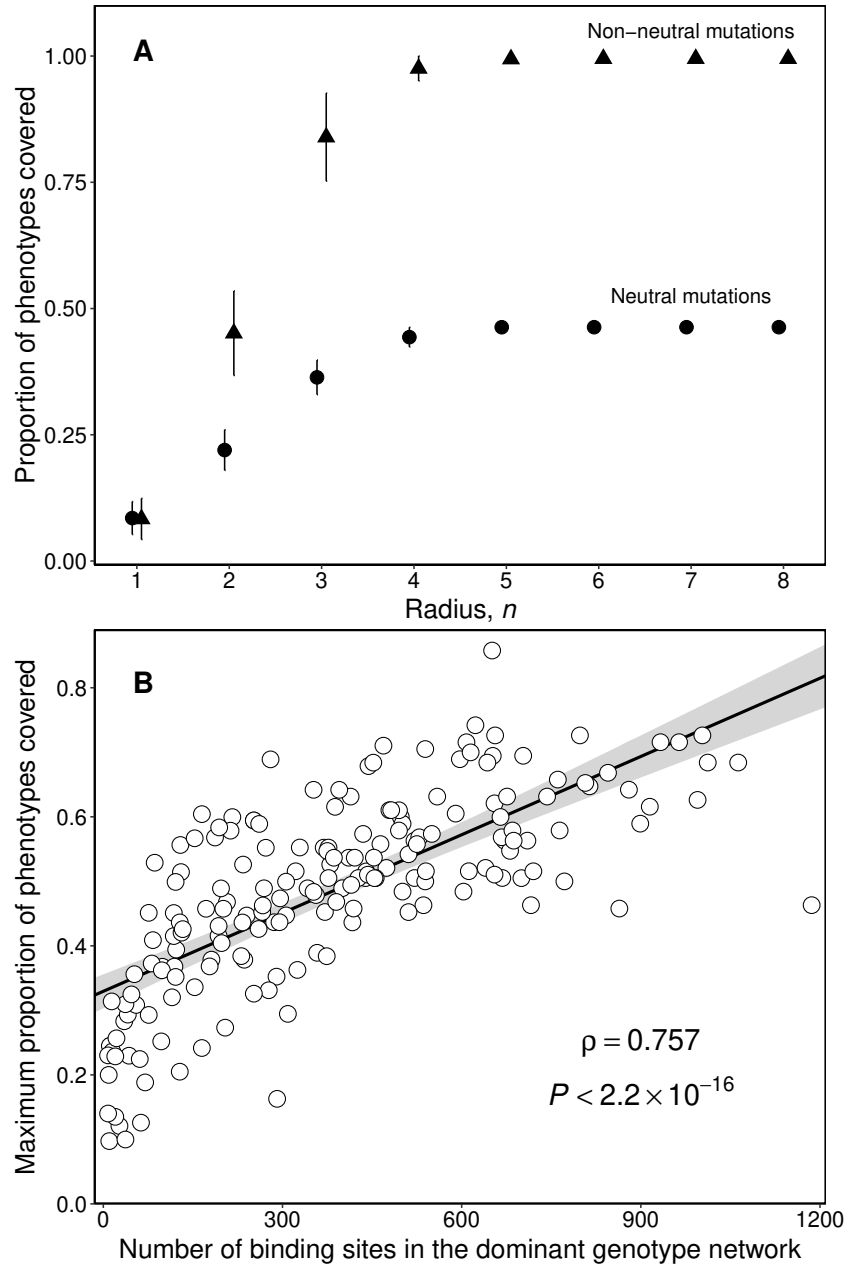 A
Non−neutral mutations
Neutral mutations
1.00
0.75
0.50
0.25
0.00
Proportion of phenotypes covered
1 2 3 4 5 6 7 8
Radius, n
B
0.8
0.6
0.4
0.2
0.0
Maximum proportion of phenotypes covered
ρ = 0.757
P < 2.2 × 10⁻¹⁶
0 300 600 900 1200
Number of binding sites in the dominant genotype network